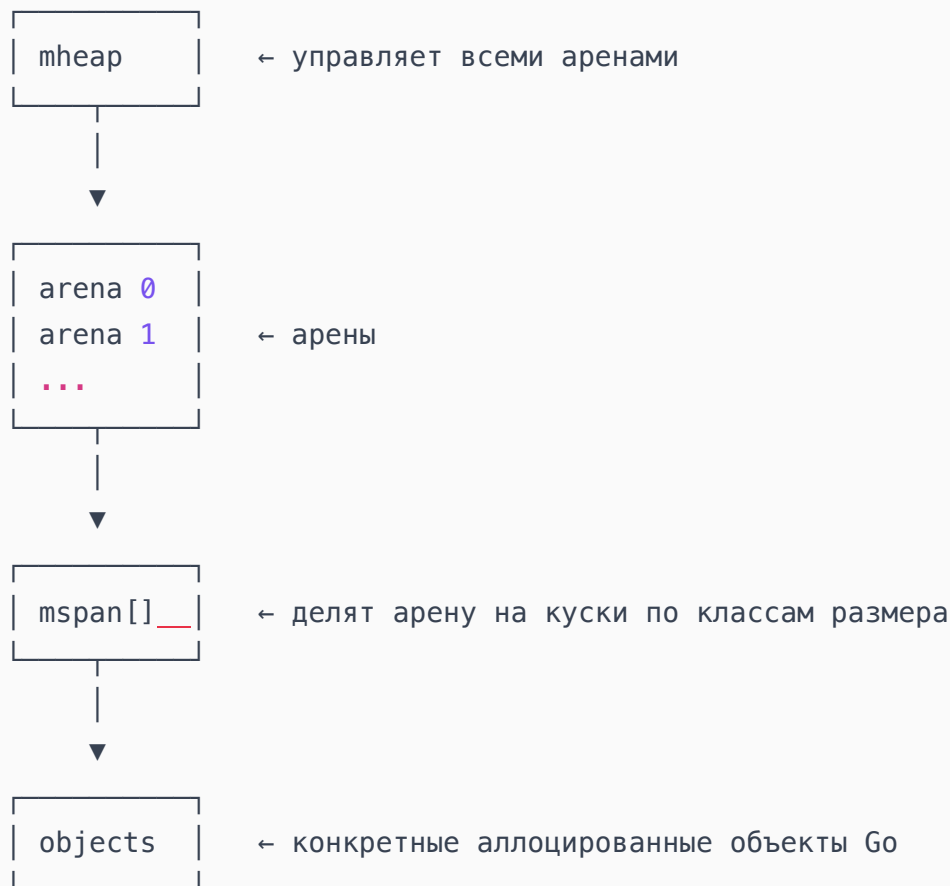 mheap ← управляет всеми аренами
arena 0
arena 1 ← арены
...
mspan[]__ ← делят арену на куски по классам размера
objects ← конкретные аллоцированные объекты Go